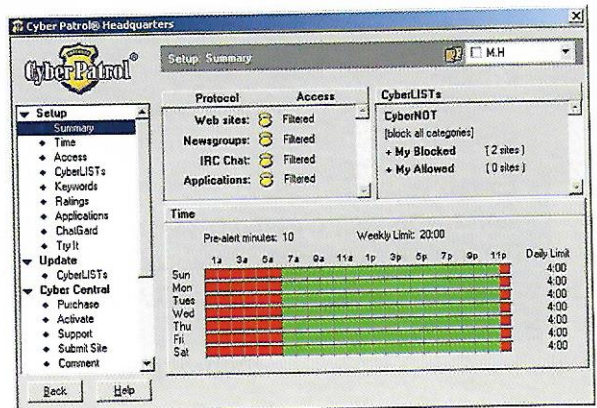 Cyber Patrol® Headquarters
CyberPatrol®
Setup: Summary
M.H
Setup
Summary
Time
Access
CyberLISTs
Keywords
Ratings
Applications
ChatGard
Try It
Update
CyberLISTs
Cyber Central
Purchase
Activate
Support
Submit Site
Comment
Back Help
Protocol Access
Web sites: Filtered
Newsgroups: Filtered
IRC Chat: Filtered
Applications: Filtered
CyberLISTs
CyberNOT
[block all categories]
+ My Blocked [ 2 sites ]
+ My Allowed [ 0 sites ]
Time
Pre-alert minutes: 10 Weekly Limit: 20:00
1a 3a 5a 7a 9a 11a 1p 3p 5p 7p 9p 11p Daily Limit
Sun 4:00
Mon 4:00
Tues 4:00
Wed 4:00
Thu 4:00
Fri 4:00
Sat 4:00